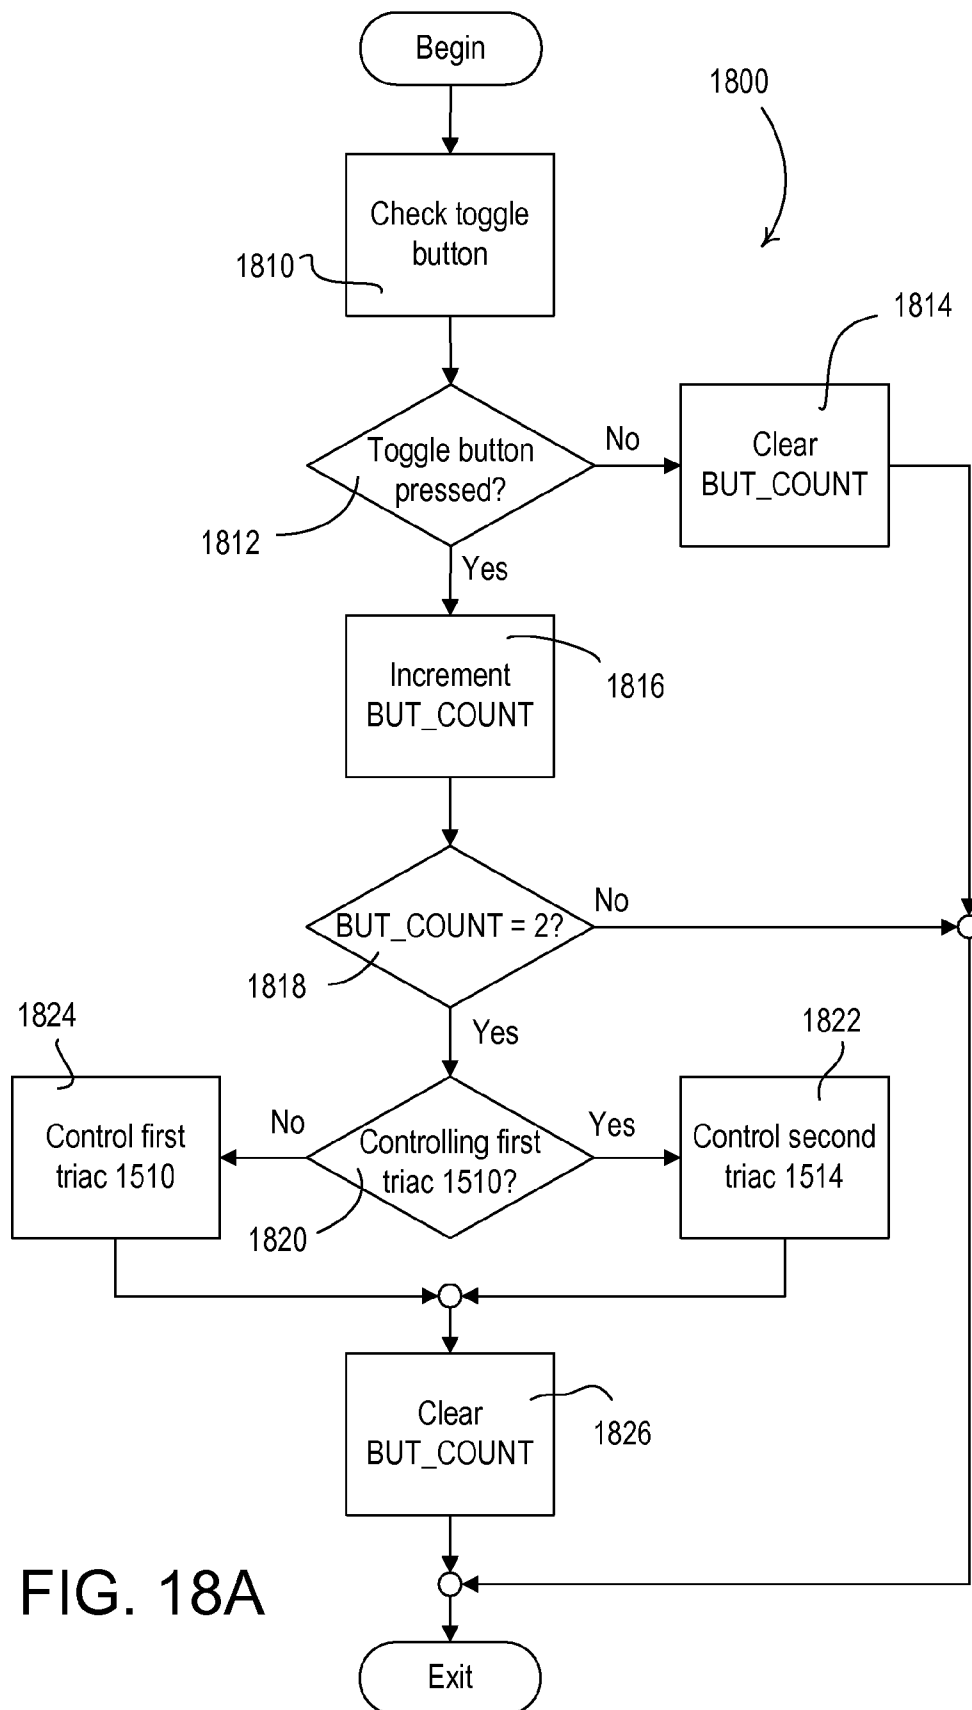 Begin
1800
Check toggle
button
1810
1814
Toggle button
pressed?
No
Clear
BUT_COUNT
1812
Yes
Increment
BUT_COUNT
1816
BUT_COUNT = 2?
No
1818
Yes
1824
1822
Control first
triac 1510
No
Controlling first
triac 1510?
Yes
Control second
triac 1514
1820
Clear
BUT_COUNT
1826
FIG. 18A
Exit